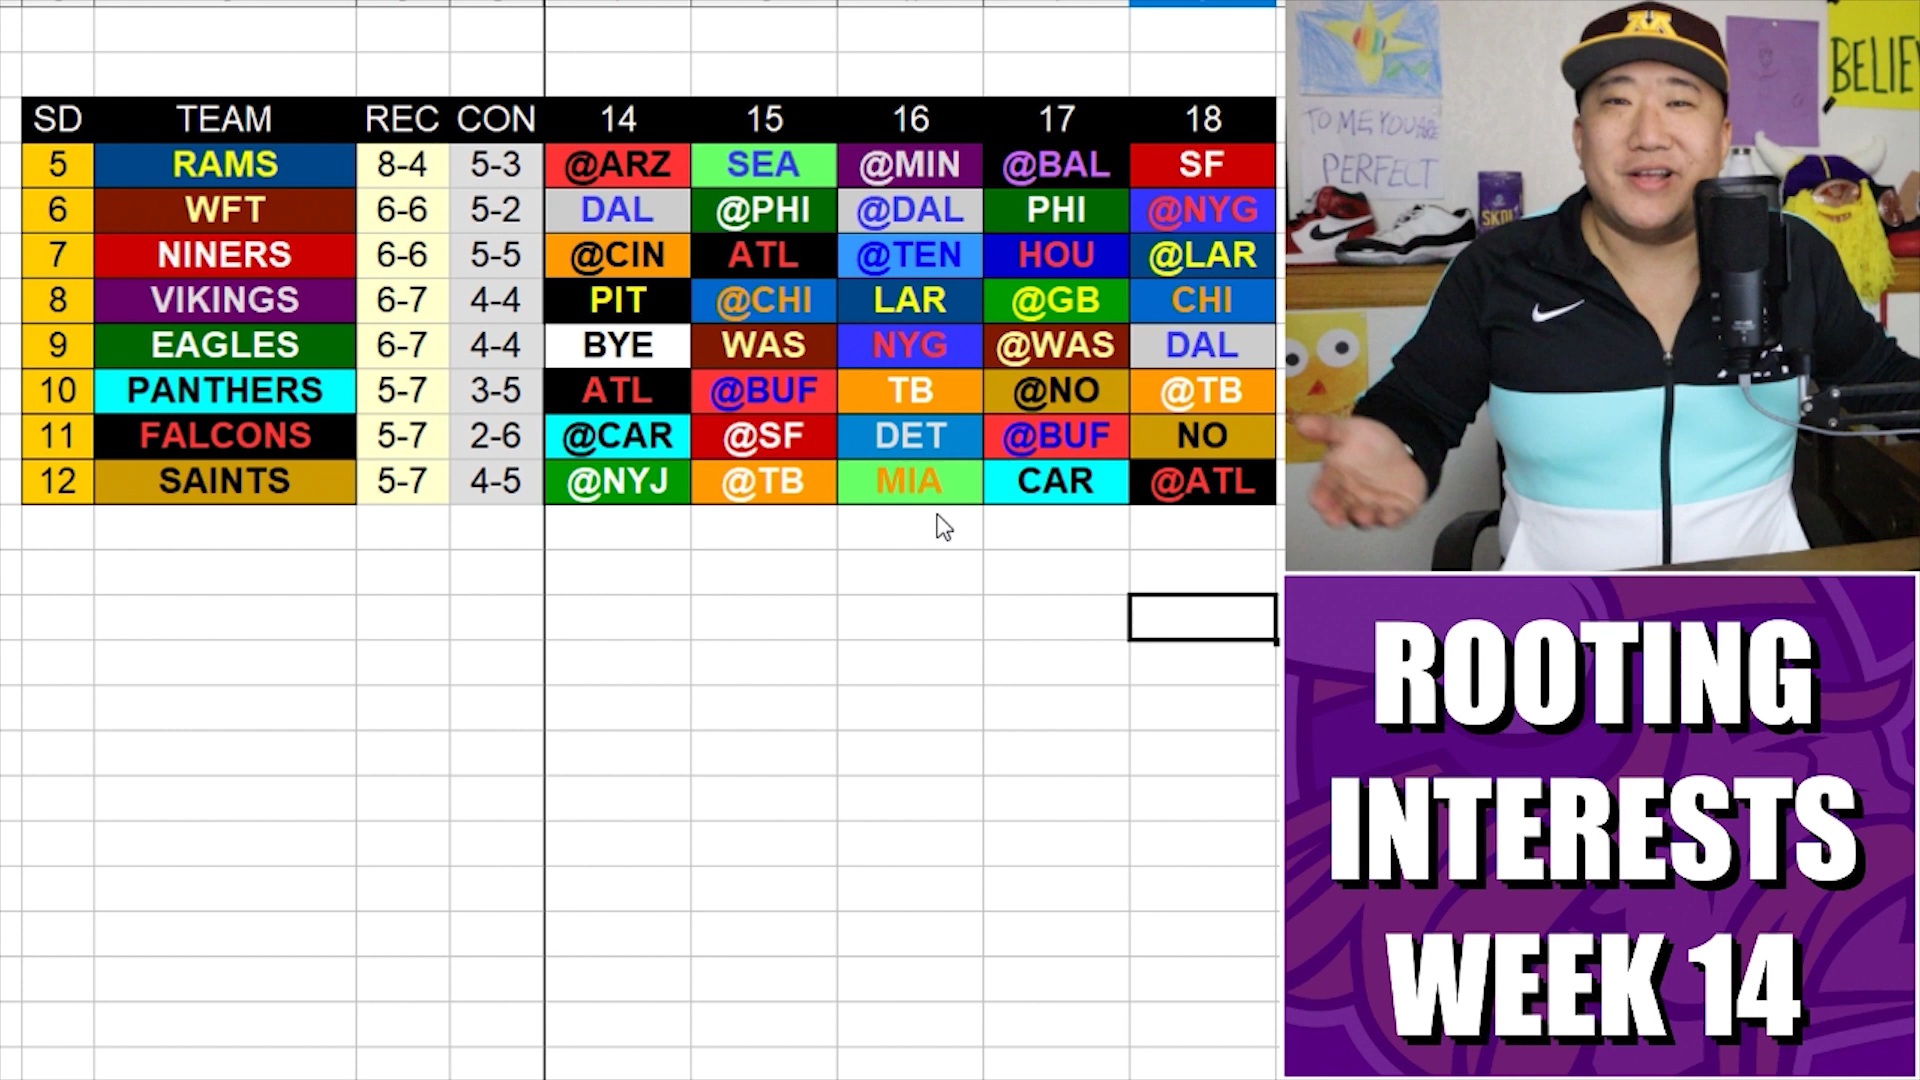 SD TEAM REC CON 14 15 16 17 18
5 RAMS 8-4 5-3 @ARZ SEA @MIN @BAL SF
6 WFT 6-6 5-2 DAL @PHI @DAL PHI @NYG
7 NINERS 6-6 5-5 @CIN ATL @TEN HOU @LAR
8 VIKINGS 6-7 4-4 PIT @CHI LAR @GB CHI
9 EAGLES 6-7 4-4 BYE WAS NYG @WAS DAL
10 PANTHERS 5-7 3-5 ATL @BUF TB @NO @TB
11 FALCONS 5-7 2-6 @CAR @SF DET @BUF NO
12 SAINTS 5-7 4-5 @NYJ @TB MIA CAR @ATL
M
BELIE
TO ME YOU ARE
PERFECT
SKOL
ROOTING
INTERESTS
WEEK 14